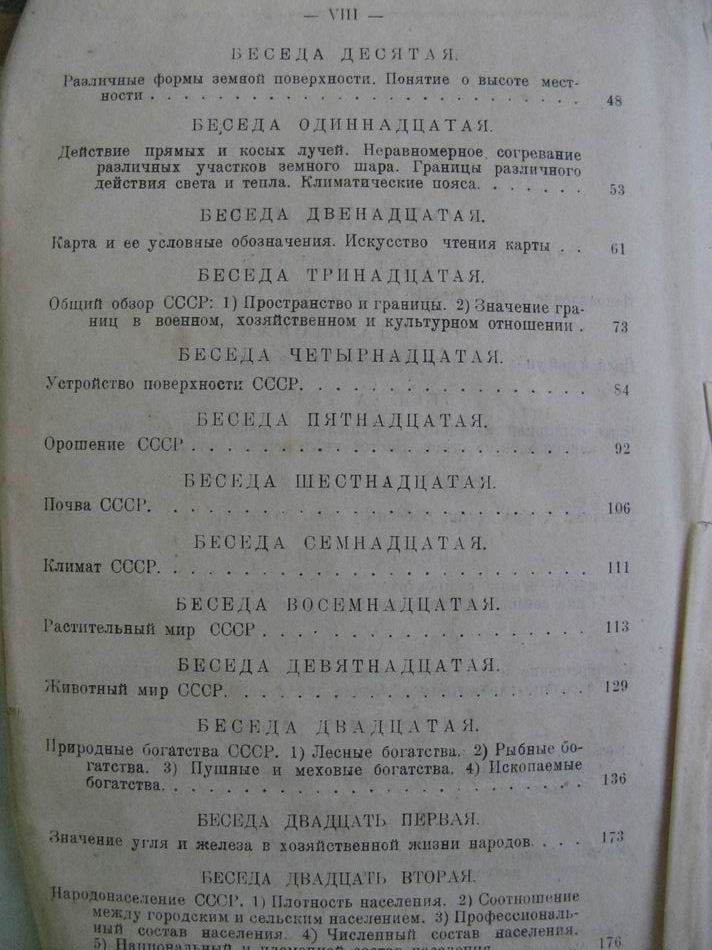 — VIII —
БЕСЕДА ДЕСЯТАЯ.
Различные формы земной поверхности. Понятие о высоте мест-
ности . . . . . . . . . . . . . . . . . . . . . . . . . . 48
БЕСЕДА ОДИННАДЦАТАЯ.
Действие прямых и косых лучей. Неравномерное согревание
различных участков земного шара. Границы различного
действия света и тепла. Климатические пояса. . . . . . . 53
БЕСЕДА ДВЕНАДЦАТАЯ.
Карта и ее условные обозначения. Искусство чтения карты . . 61
БЕСЕДА ТРИНАДЦАТАЯ.
Общий обзор СССР: 1) Пространство и границы. 2) Значение гра-
ниц в военном, хозяйственном и культурном отношении . 73
БЕСЕДА ЧЕТЫРНАДЦАТАЯ.
Устройство поверхности СССР. . . . . . . . . . . . . . . . 84
БЕСЕДА ПЯТНАДЦАТАЯ.
Орошение СССР . . . . . . . . . . . . . . . . . . . . . . 92
БЕСЕДА ШЕСТНАДЦАТАЯ.
Почва СССР. . . . . . . . . . . . . . . . . . . . . . . . 106
БЕСЕДА СЕМНАДЦАТАЯ.
Климат СССР. . . . . . . . . . . . . . . . . . . . . . . . 111
БЕСЕДА ВОСЕМНАДЦАТАЯ.
Растительный мир СССР . . . . . . . . . . . . . . . . . . 113
БЕСЕДА ДЕВЯТНАДЦАТАЯ.
Животный мир СССР. . . . . . . . . . . . . . . . . . . . 129
БЕСЕДА ДВАДЦАТАЯ.
Природные богатства СССР. 1) Лесные богатства. 2) Рыбные бо-
гатства. 3) Пушные и меховые богатства. 4) Ископаемые
богатства. . . . . . . . . . . . . . . . . . . . . . . . . 136
БЕСЕДА ДВАДЦАТЬ ПЕРВАЯ.
Значение угля и железа в хозяйственной жизни народов . . . . 173
БЕСЕДА ДВАДЦАТЬ ВТОРАЯ.
Народонаселение СССР. 1) Плотность населения. 2) Соотношение
между городским и сельским населением. 3) Профессиональ-
ный состав населения. 4) Численный состав населения.
5) Национальный и племенной состав населения . . . . 176